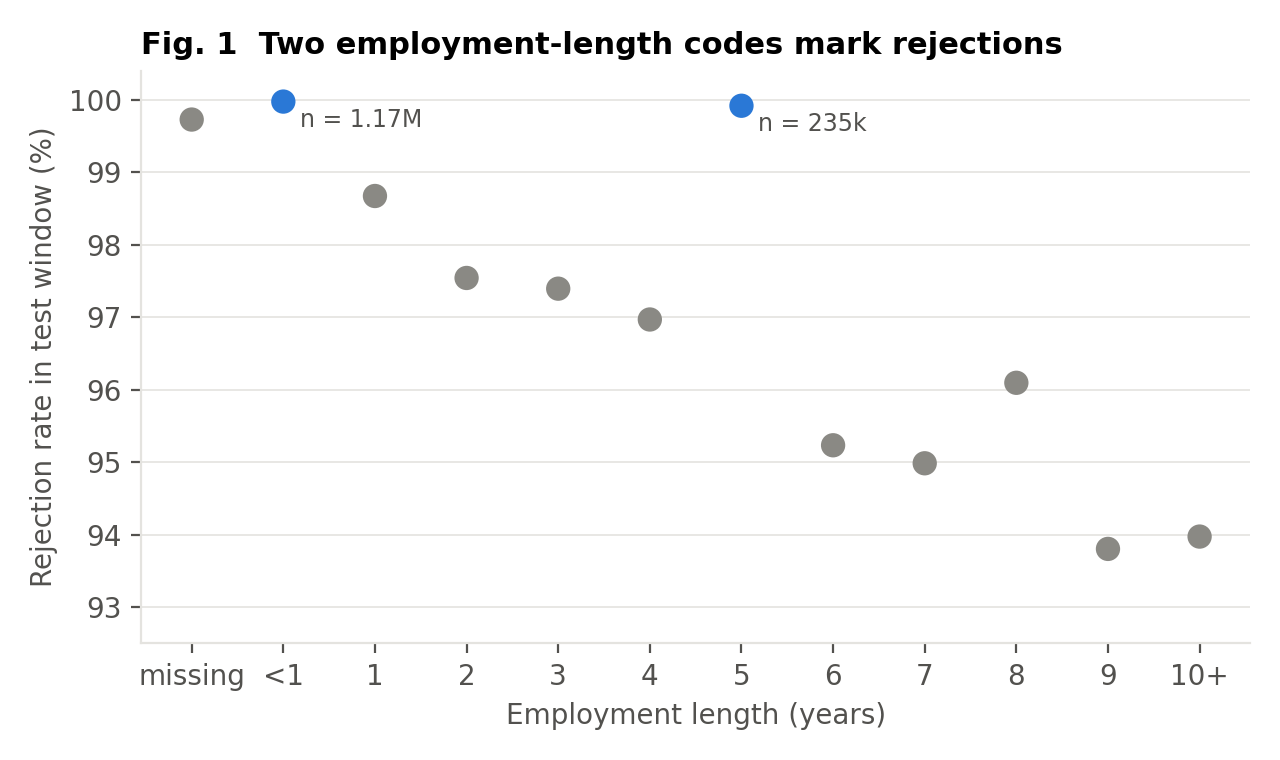 Fig. 1  Two employment-length codes mark rejections
Rejection rate in test window (%)
100
99
98
97
96
95
94
93
n = 1.17M
n = 235k
missing <1 1 2 3 4 5 6 7 8 9 10+
Employment length (years)